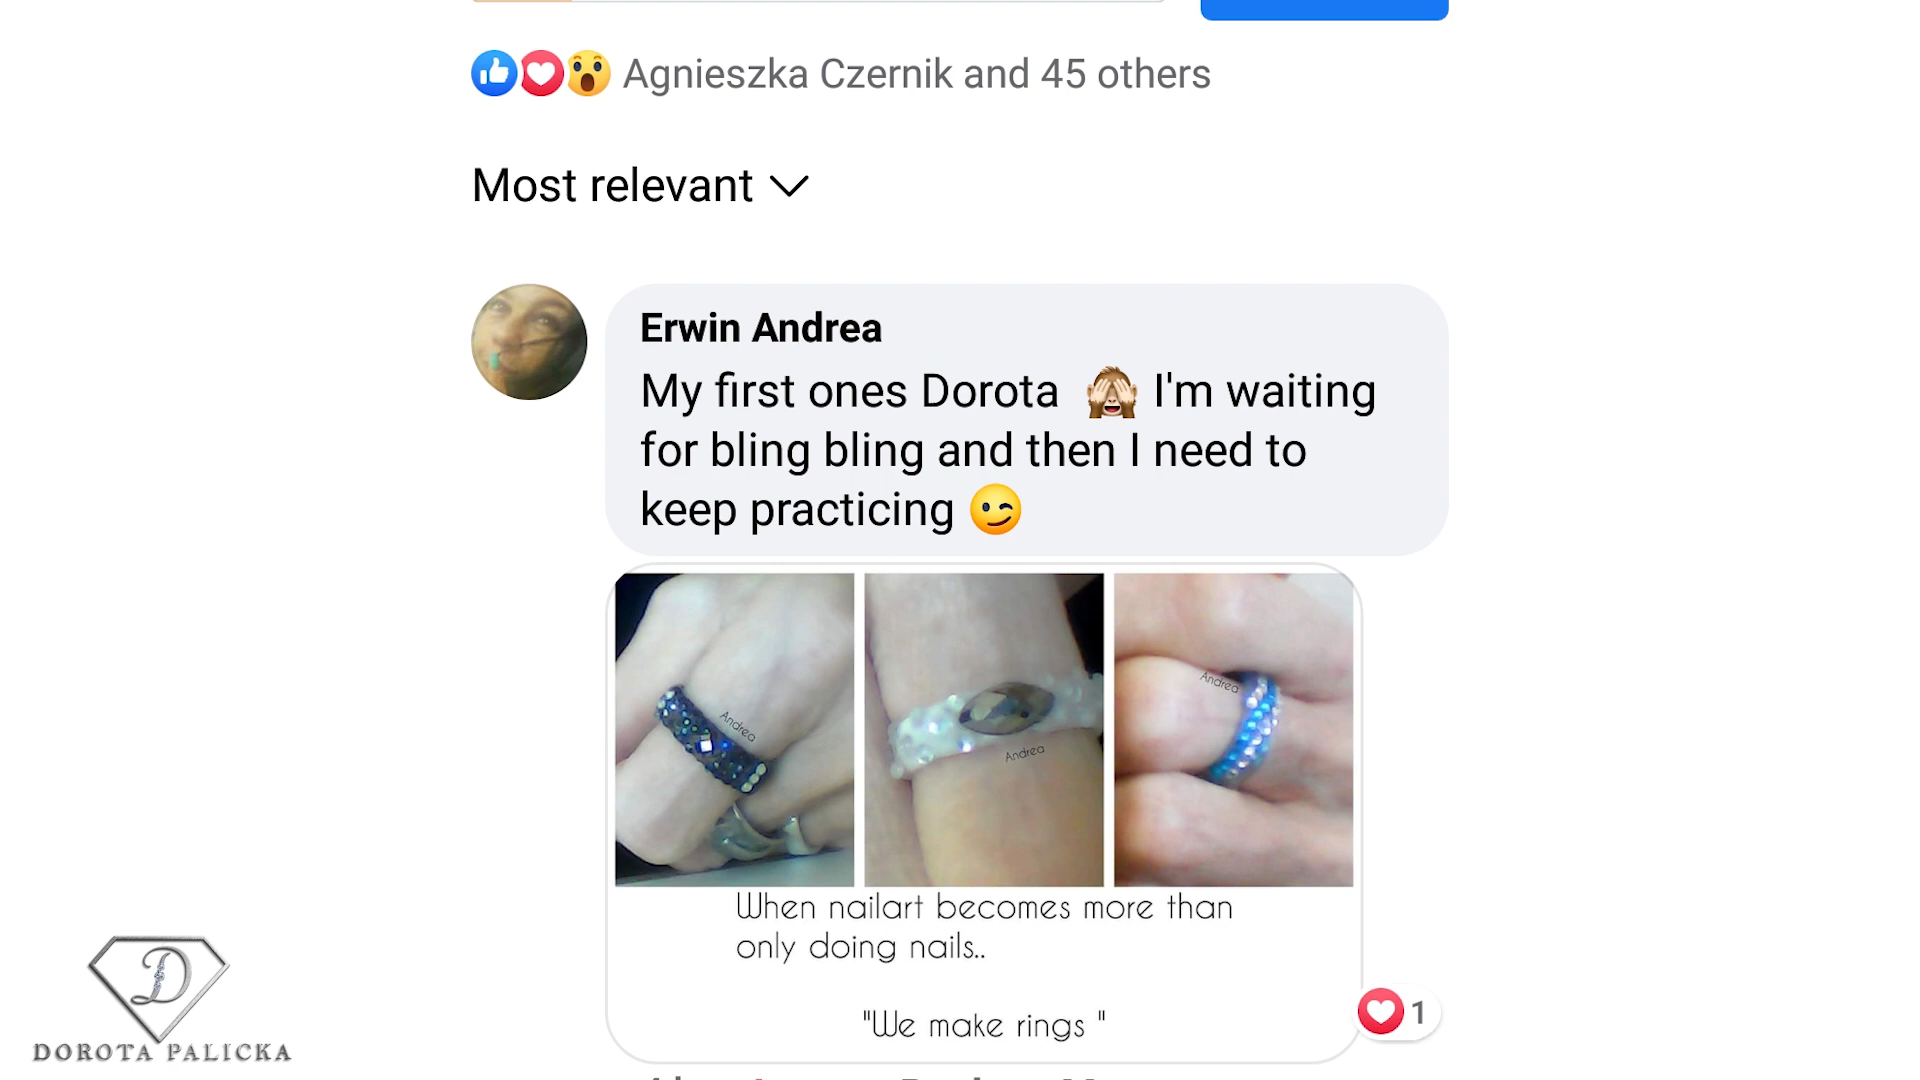 Agnieszka Czernik and 45 others
Most relevant
Erwin Andrea
My first ones Dorota 🙈 I'm waiting
for bling bling and then I need to
keep practicing 😉
Andrea
Andrea
Andrea
When nailart becomes more than
only doing nails..
"We make rings "
1
D
DOROTA PALICKA